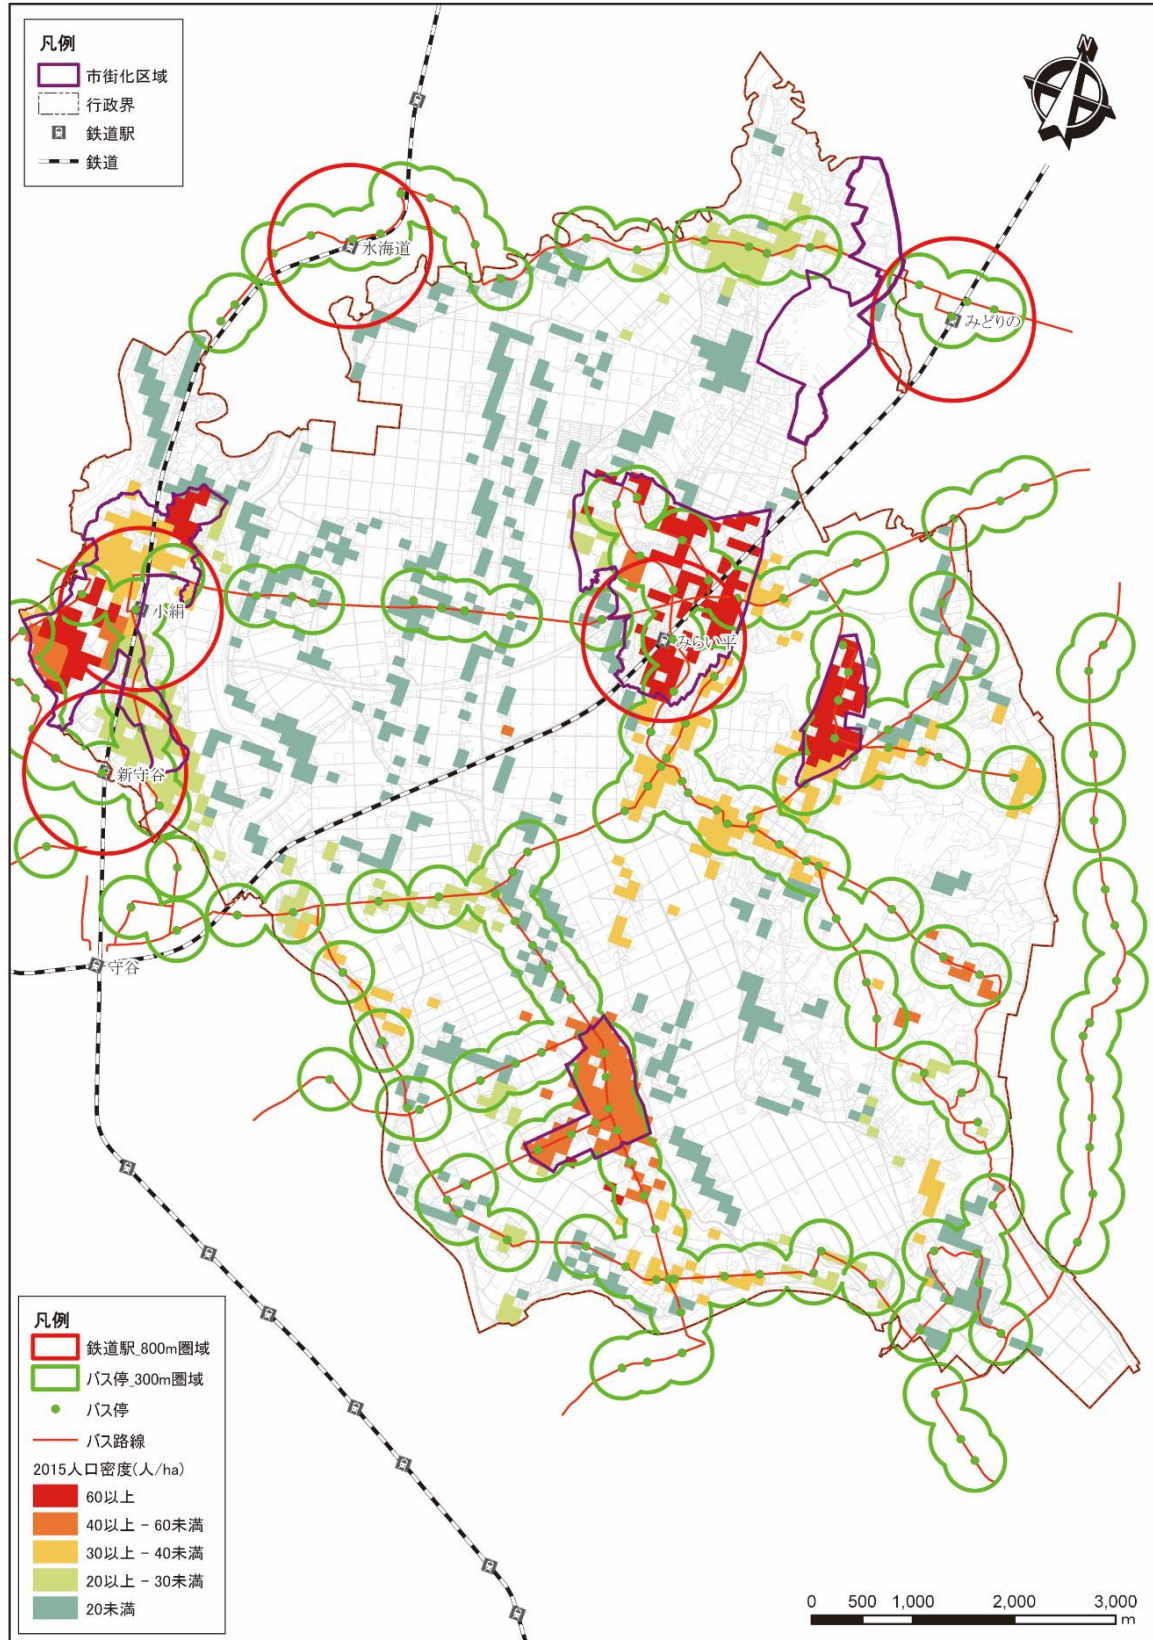 凡例
市街化区域
行政界
鉄道駅
鉄道
N
水海道
みどりの
小絹
みらい平
新守谷
守谷
凡例
鉄道駅_800m圏域
バス停_300m圏域
バス停
バス路線
2015人口密度(人/ha)
60以上
40以上 - 60未満
30以上 - 40未満
20以上 - 30未満
20未満
0 500 1,000 2,000 3,000
m